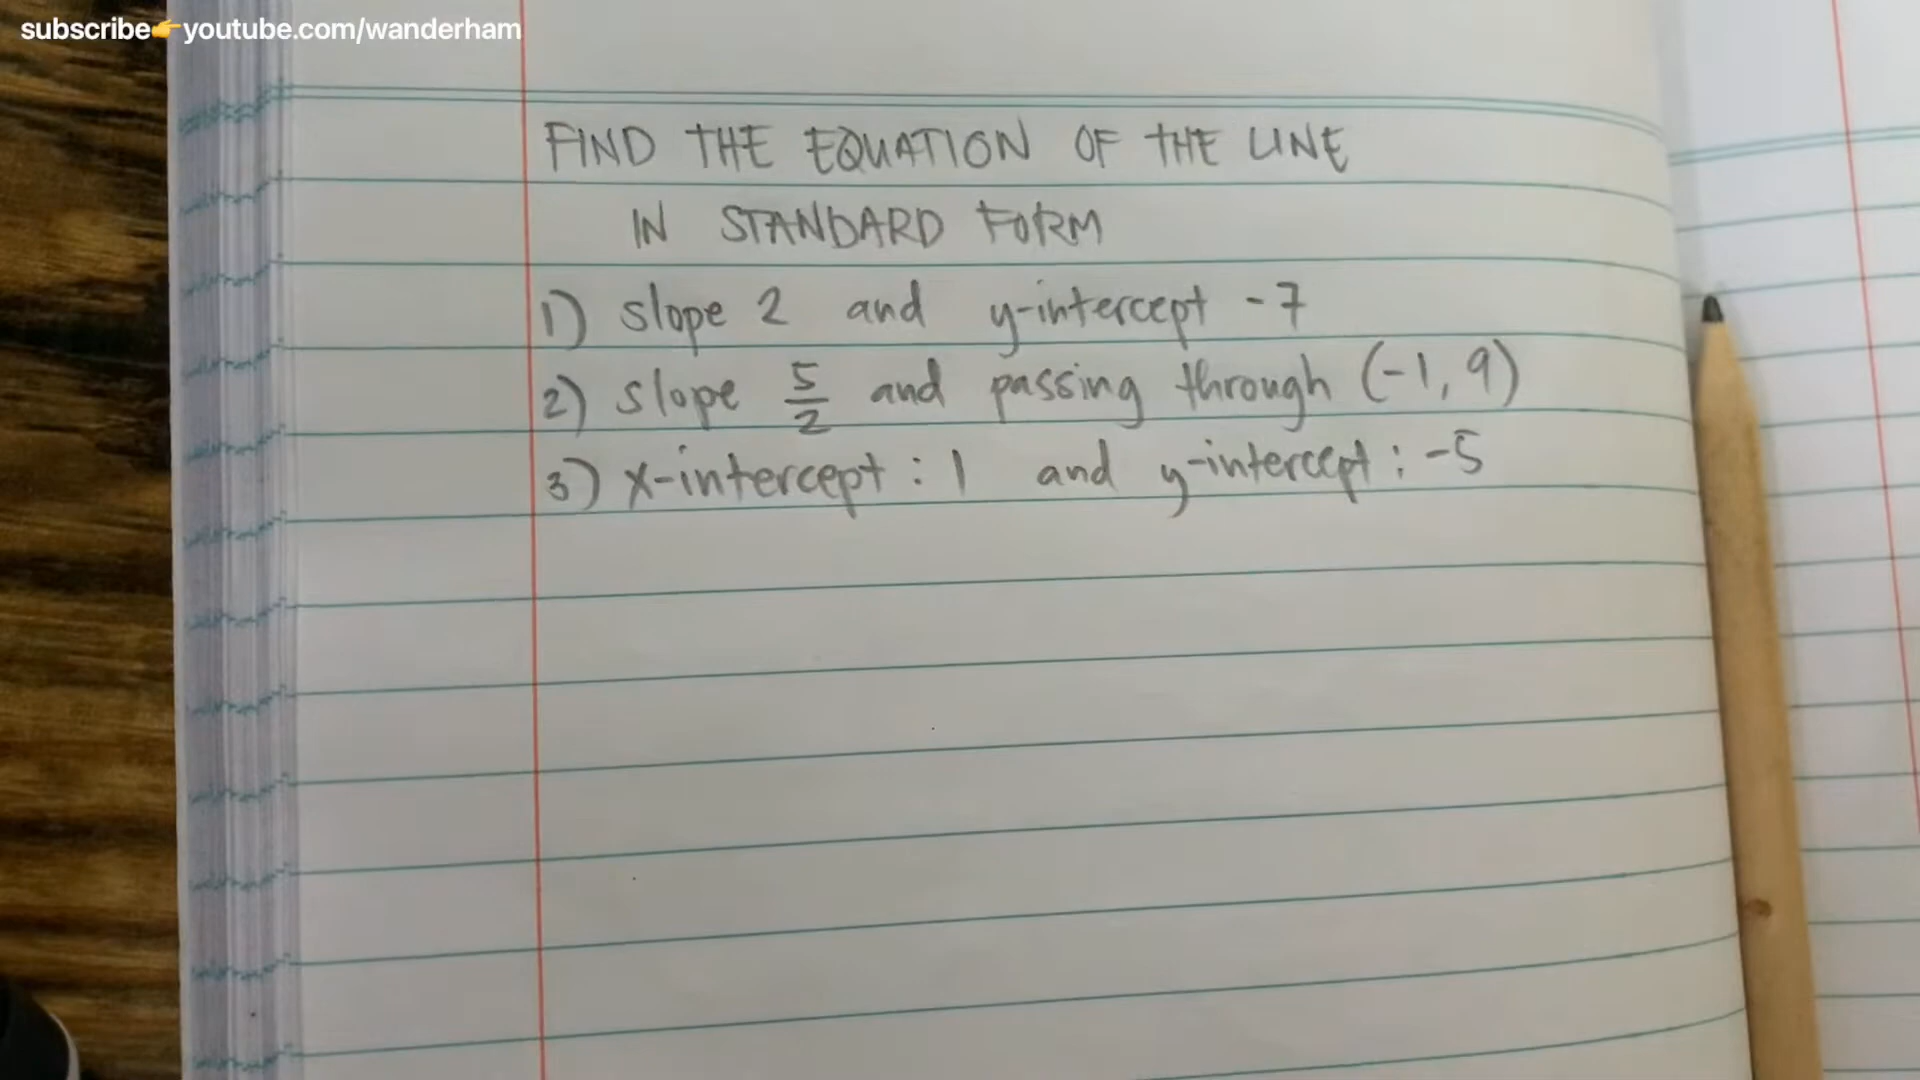 subscribe👉youtube.com/wanderham
FIND THE EQUATION OF THE LINE
IN STANDARD FORM
1) slope 2 and y-intercept -7
2) slope 5/2 and passing through (-1, 9)
3) x-intercept : 1 and y-intercept : -5